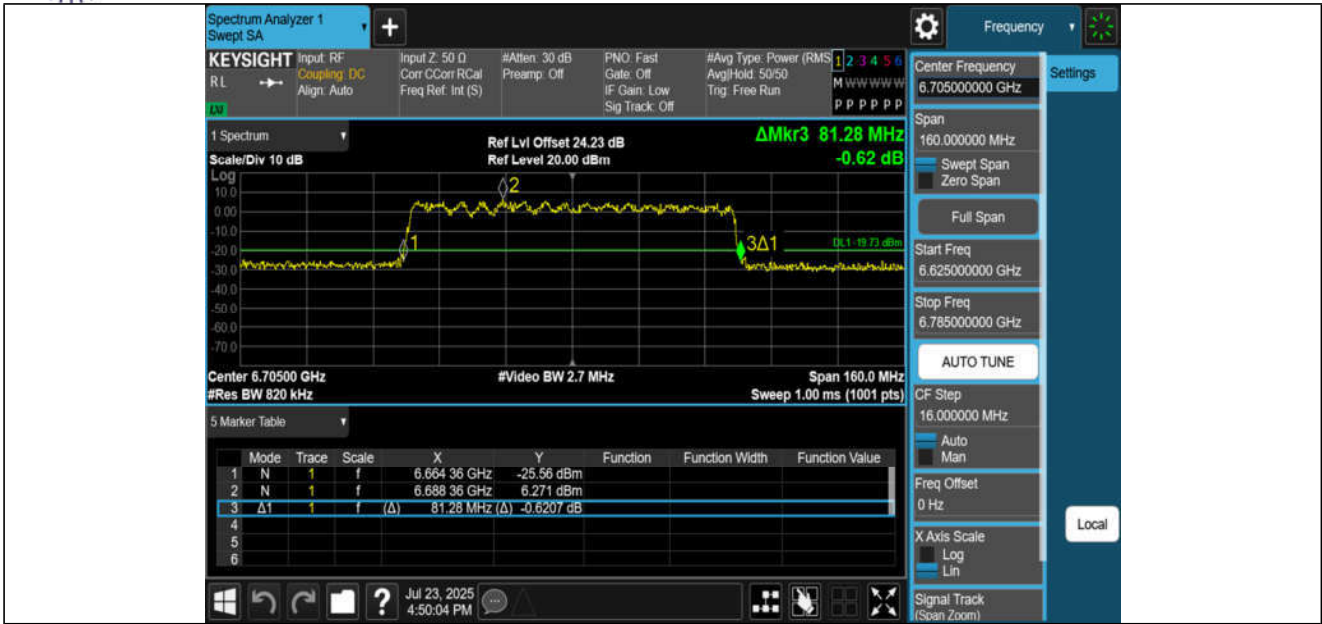 Spectrum Analyzer 1
Swept SA
+
Frequency
KEYSIGHT
RL
LXI
Input: RF
Coupling: DC
Align: Auto
Input Z: 50 Ω
Corr CCorr RCal
Freq Ref: Int (S)
#Atten: 30 dB
Preamp: Off
PNO: Fast
Gate: Off
IF Gain: Low
Sig Track: Off
#Avg Type: Power (RMS
Avg|Hold: 50/50
Trig: Free Run
1 2 3 4 5 6
M W W W W W
P P P P P P
1 Spectrum
Scale/Div 10 dB
Ref Lvl Offset 24.23 dB
Ref Level 20.00 dBm
ΔMkr3 81.28 MHz
-0.62 dB
Log
10.0
0.00
-10.0
-20.0
-30.0
-40.0
-50.0
-60.0
-70.0
1
2
3Δ1
DL1 -19.73 dBm
Center 6.70500 GHz
#Res BW 820 kHz
#Video BW 2.7 MHz
Span 160.0 MHz
Sweep 1.00 ms (1001 pts)
5 Marker Table
Mode Trace Scale X Y Function Function Width Function Value
1 N 1 f 6.664 36 GHz -25.56 dBm
2 N 1 f 6.688 36 GHz 6.271 dBm
3 Δ1 1 f (Δ) 81.28 MHz (Δ) -0.6207 dB
4
5
6
?
Jul 23, 2025
4:50:04 PM
Center Frequency
6.705000000 GHz
Settings
Span
160.000000 MHz
Swept Span
Zero Span
Full Span
Start Freq
6.625000000 GHz
Stop Freq
6.785000000 GHz
AUTO TUNE
CF Step
16.000000 MHz
Auto
Man
Freq Offset
0 Hz
X Axis Scale
Log
Lin
Local
Signal Track
(Span Zoom)